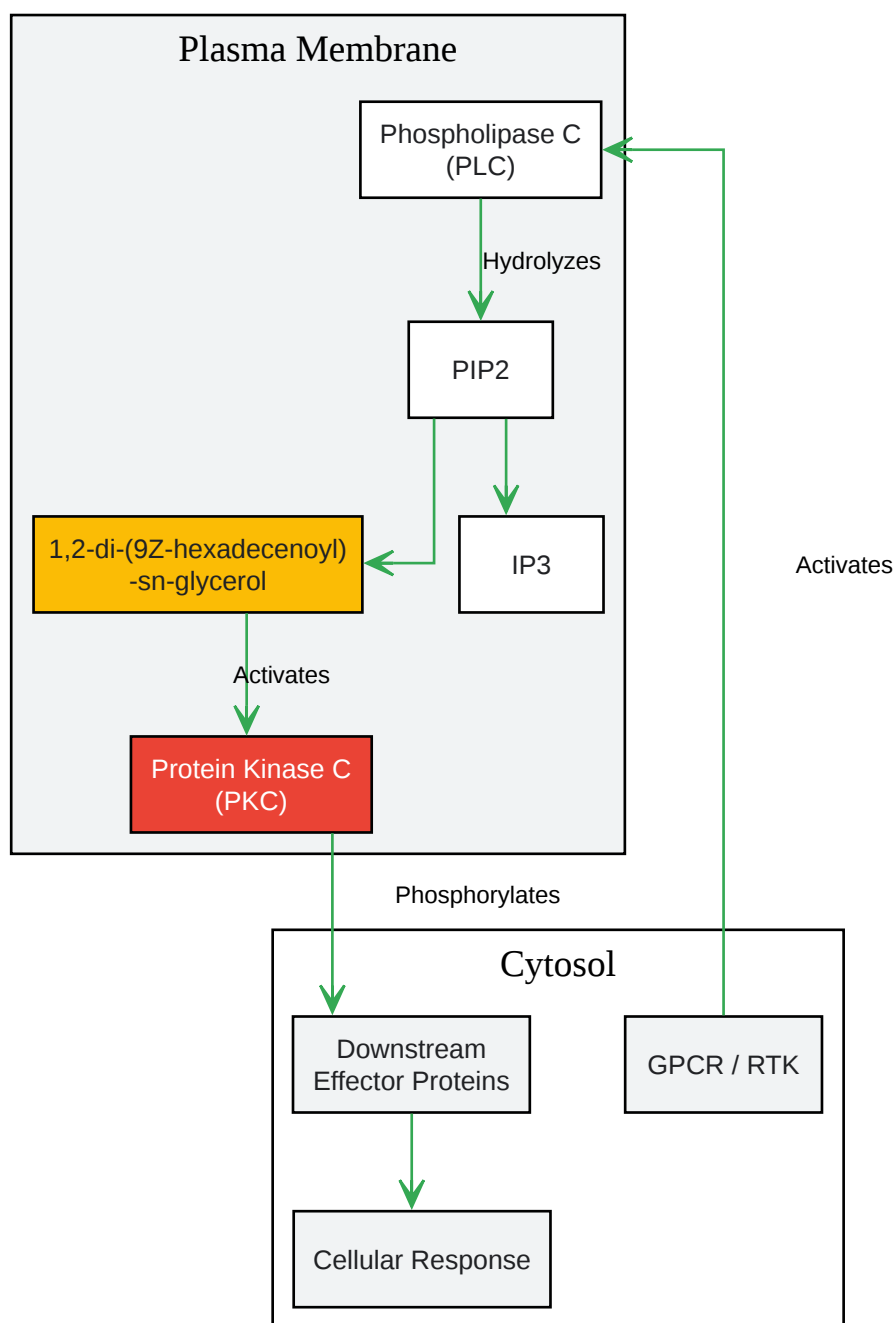 Plasma Membrane
Phospholipase C
(PLC)
Hydrolyzes
PIP2
1,2-di-(9Z-hexadecenoyl)
-sn-glycerol
IP3
Activates
Activates
Protein Kinase C
(PKC)
Phosphorylates
Cytosol
Downstream
Effector Proteins
GPCR / RTK
Cellular Response